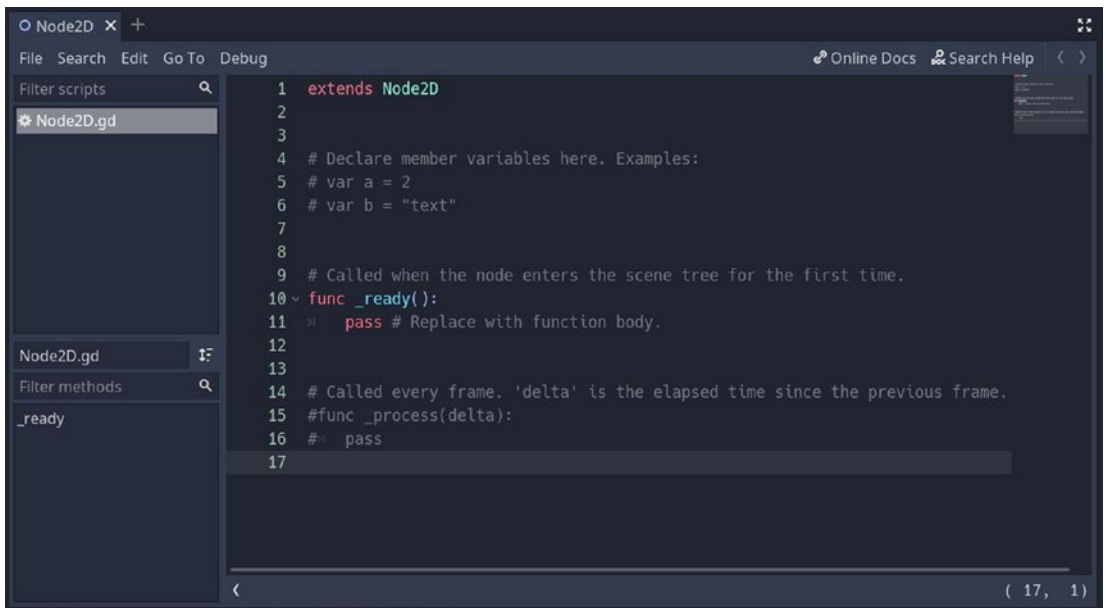 Node2D
File Search Edit Go To Debug
Online Docs Search Help
Filter scripts
Node2D.gd
Node2D.gd
Filter methods
_ready
1 extends Node2D
2
3
4 # Declare member variables here. Examples:
5 # var a = 2
6 # var b = "text"
7
8
9 # Called when the node enters the scene tree for the first time.
10 func _ready():
11 pass # Replace with function body.
12
13
14 # Called every frame. 'delta' is the elapsed time since the previous frame.
15 #func _process(delta):
16 # pass
17
( 17, 1)